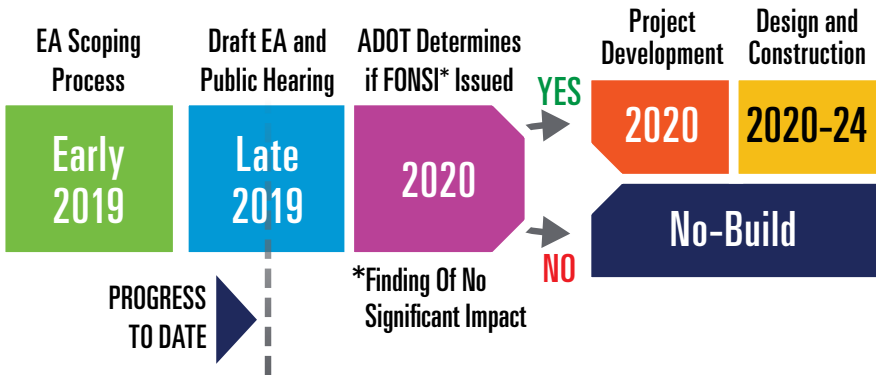 EA Scoping
Process
Early
2019
Draft EA and
Public Hearing
Late
2019
PROGRESS
TO DATE
ADOT Determines
if FONSI* Issued
2020
*Finding Of No
Significant Impact
YES
NO
Project
Development
2020
Design and
Construction
2020-24
No-Build